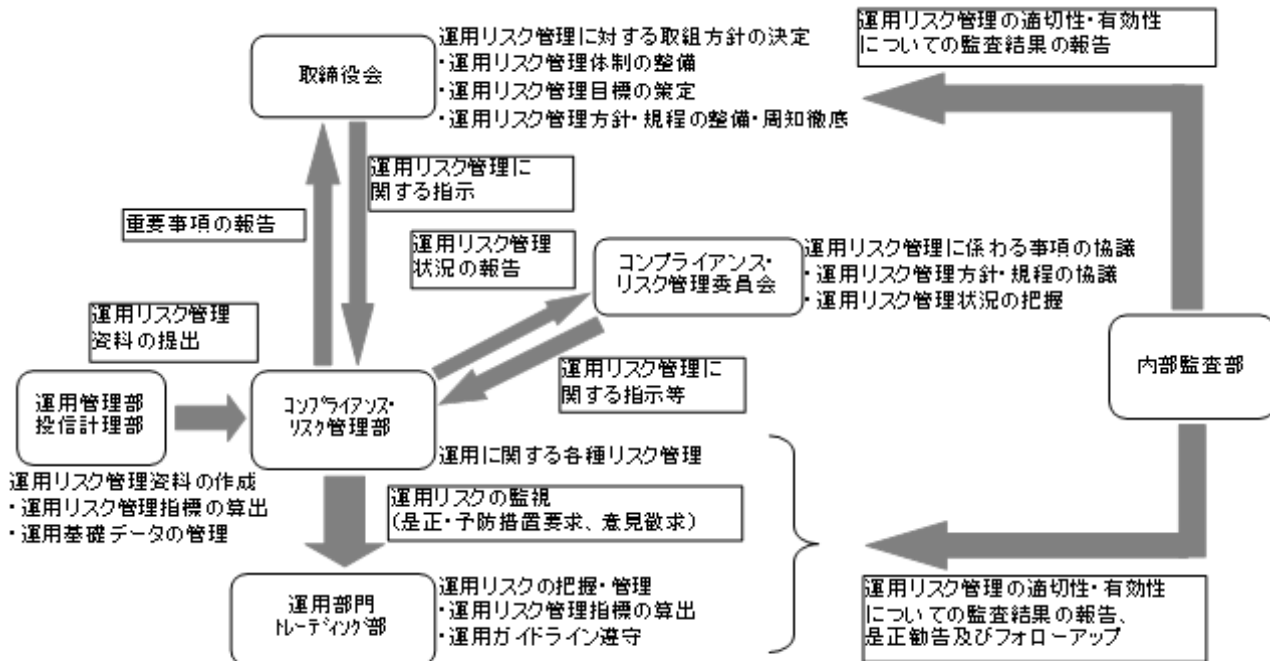 運用リスク管理に対する取組方針の決定
・運用リスク管理体制の整備
・運用リスク管理目標の策定
・運用リスク管理方針・規程の整備・周知徹底
取締役会
運用リスク管理の適切性・有効性
についての監査結果の報告
運用リスク管理に
関する指示
重要事項の報告
運用リスク管理
状況の報告
コンプライアンス・
リスク管理委員会
運用リスク管理に係わる事項の協議
・運用リスク管理方針・規程の協議
・運用リスク管理状況の把握
運用リスク管理
資料の提出
運用管理部
投信計理部
コンプライアンス・
リスク管理部
運用リスク管理に
関する指示等
内部監査部
運用に関する各種リスク管理
運用リスク管理資料の作成
・運用リスク管理指標の算出
・運用基礎データの管理
運用リスクの監視
(是正・予防措置要求、意見徴求)
運用部門
トレーディング部
運用リスクの把握・管理
・運用リスク管理指標の算出
・運用ガイドライン遵守
運用リスク管理の適切性・有効性
についての監査結果の報告、
是正勧告及びフォローアップ